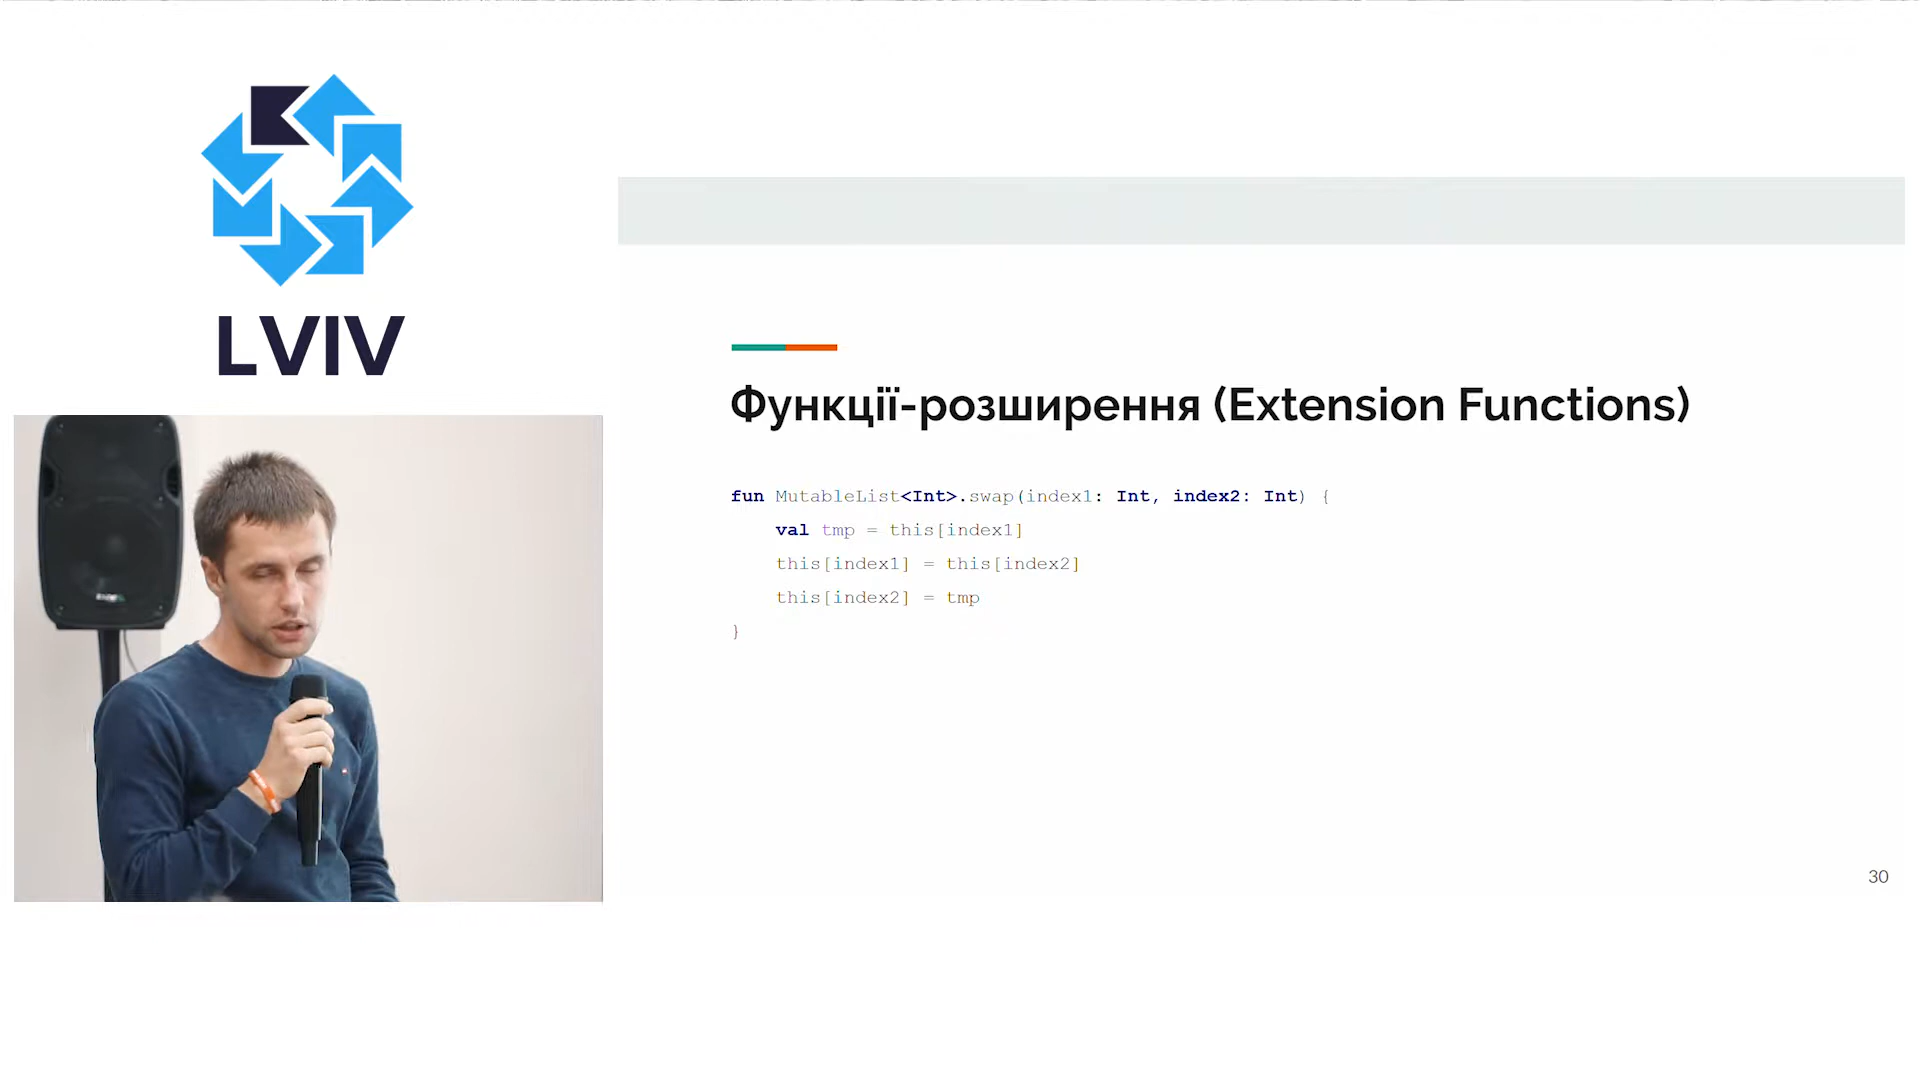 LVIV
Функції-розширення (Extension Functions)
fun MutableList<Int>.swap(index1: Int, index2: Int) {
    val tmp = this[index1]
    this[index1] = this[index2]
    this[index2] = tmp
}
30